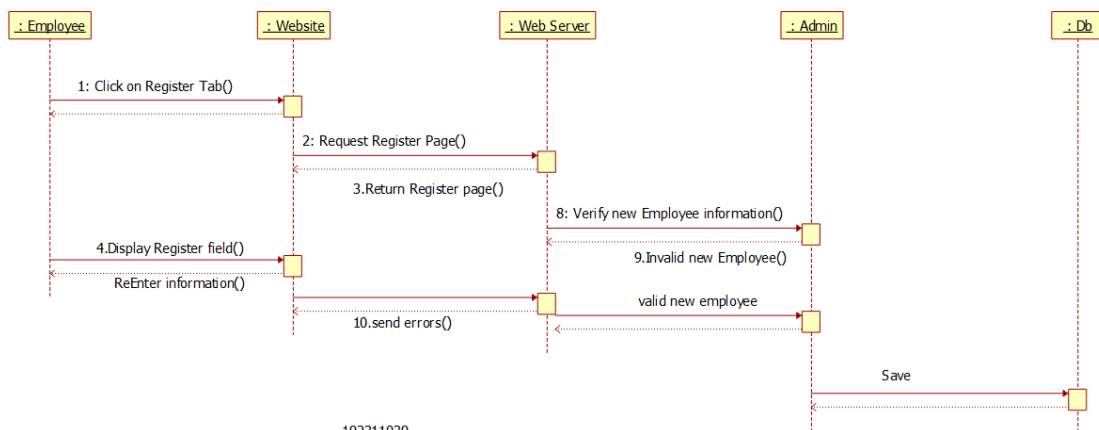 : Employee
: Website
: Web Server
: Admin
: Db
1: Click on Register Tab()
2: Request Register Page()
3.Return Register page()
8: Verify new Employee information()
4.Display Register field()
9.Invalid new Employee()
ReEnter information()
valid new employee
10.send errors()
Save